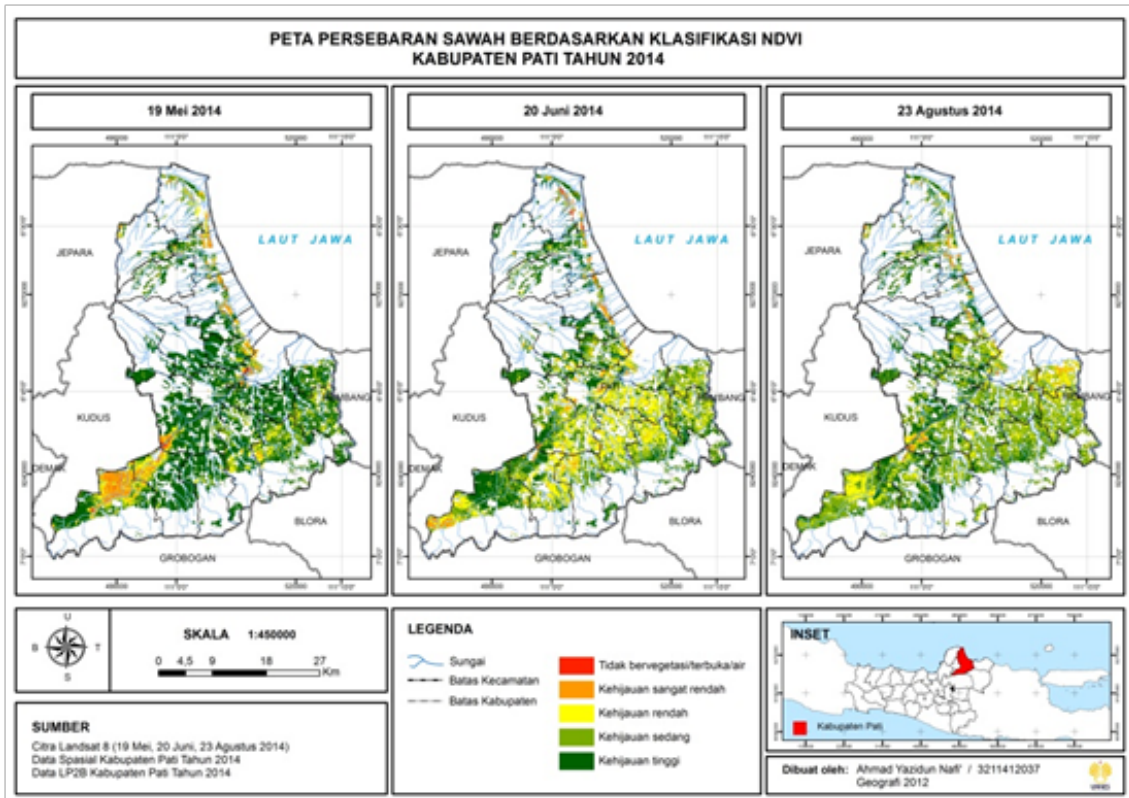 PETA PERSEBARAN SAWAH BERDASARKAN KLASIFIKASI NDVI
KABUPATEN PATI TAHUN 2014
19 Mei 2014
LAUT JAWA
JEPARA
KUDUS
DEMAK
REMBANG
BLORA
GROBOGAN
20 Juni 2014
LAUT JAWA
JEPARA
PATI
KUDUS
DEMAK
REMBANG
BLORA
GROBOGAN
23 Agustus 2014
LAUT JAWA
JEPARA
KUDUS
DEMAK
REMBANG
BLORA
GROBOGAN
U
B
T
S
SKALA 1:450000
0 4,5 9 18 27
Km
SUMBER
Citra Landsat 8 (19 Mei, 20 Juni, 23 Agustus 2014)
Data Spasial Kabupaten Pati Tahun 2014
Data LP2B Kabupaten Pati Tahun 2014
LEGENDA
Sungai
Batas Kecamatan
Batas Kabupaten
Tidak bervegetasi/terbuka/air
Kehijauan sangat rendah
Kehijauan rendah
Kehijauan sedang
Kehijauan tinggi
INSET
Kabupaten Pati
Dibuat oleh: Ahmad Yazidun Nafi' / 3211412037
Geografi 2012